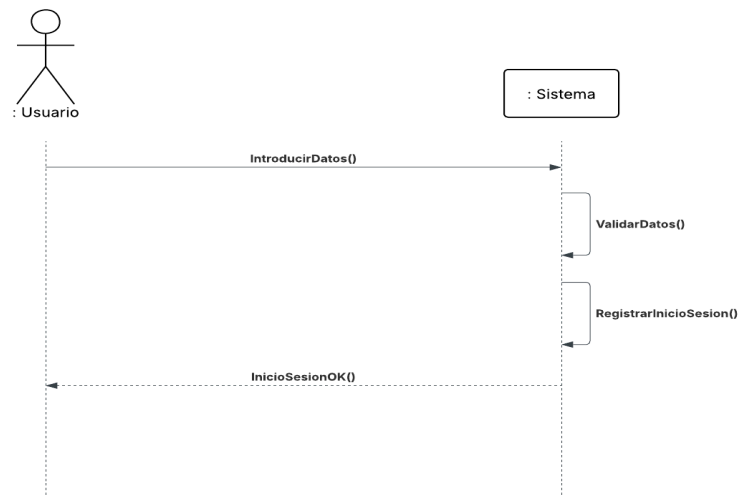 : Usuario
: Sistema
IntroducirDatos()
ValidarDatos()
RegistrarInicioSesion()
InicioSesionOK()